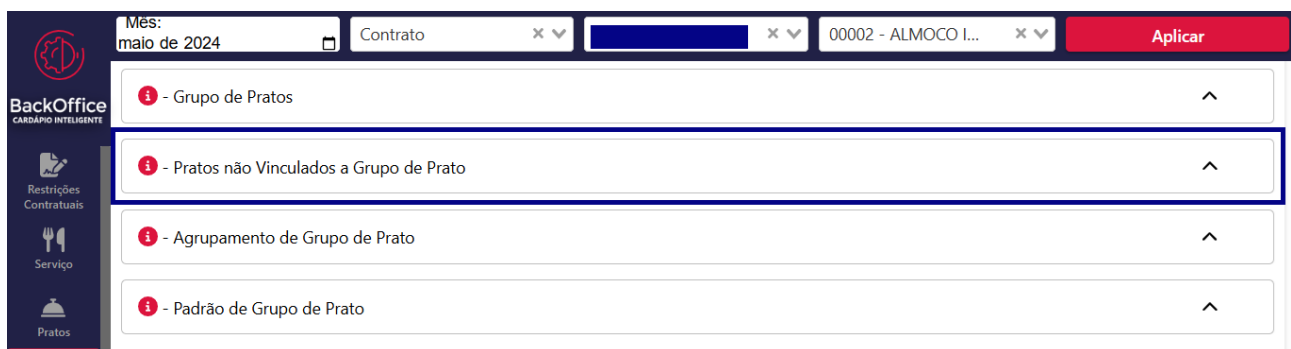 Mês:
maio de 2024
Contrato
00002 - ALMOCO I...
Aplicar
BackOffice
CARDÁPIO INTELIGENTE
Restrições
Contratuais
Serviço
Pratos
i - Grupo de Pratos
i - Pratos não Vinculados a Grupo de Prato
i - Agrupamento de Grupo de Prato
i - Padrão de Grupo de Prato